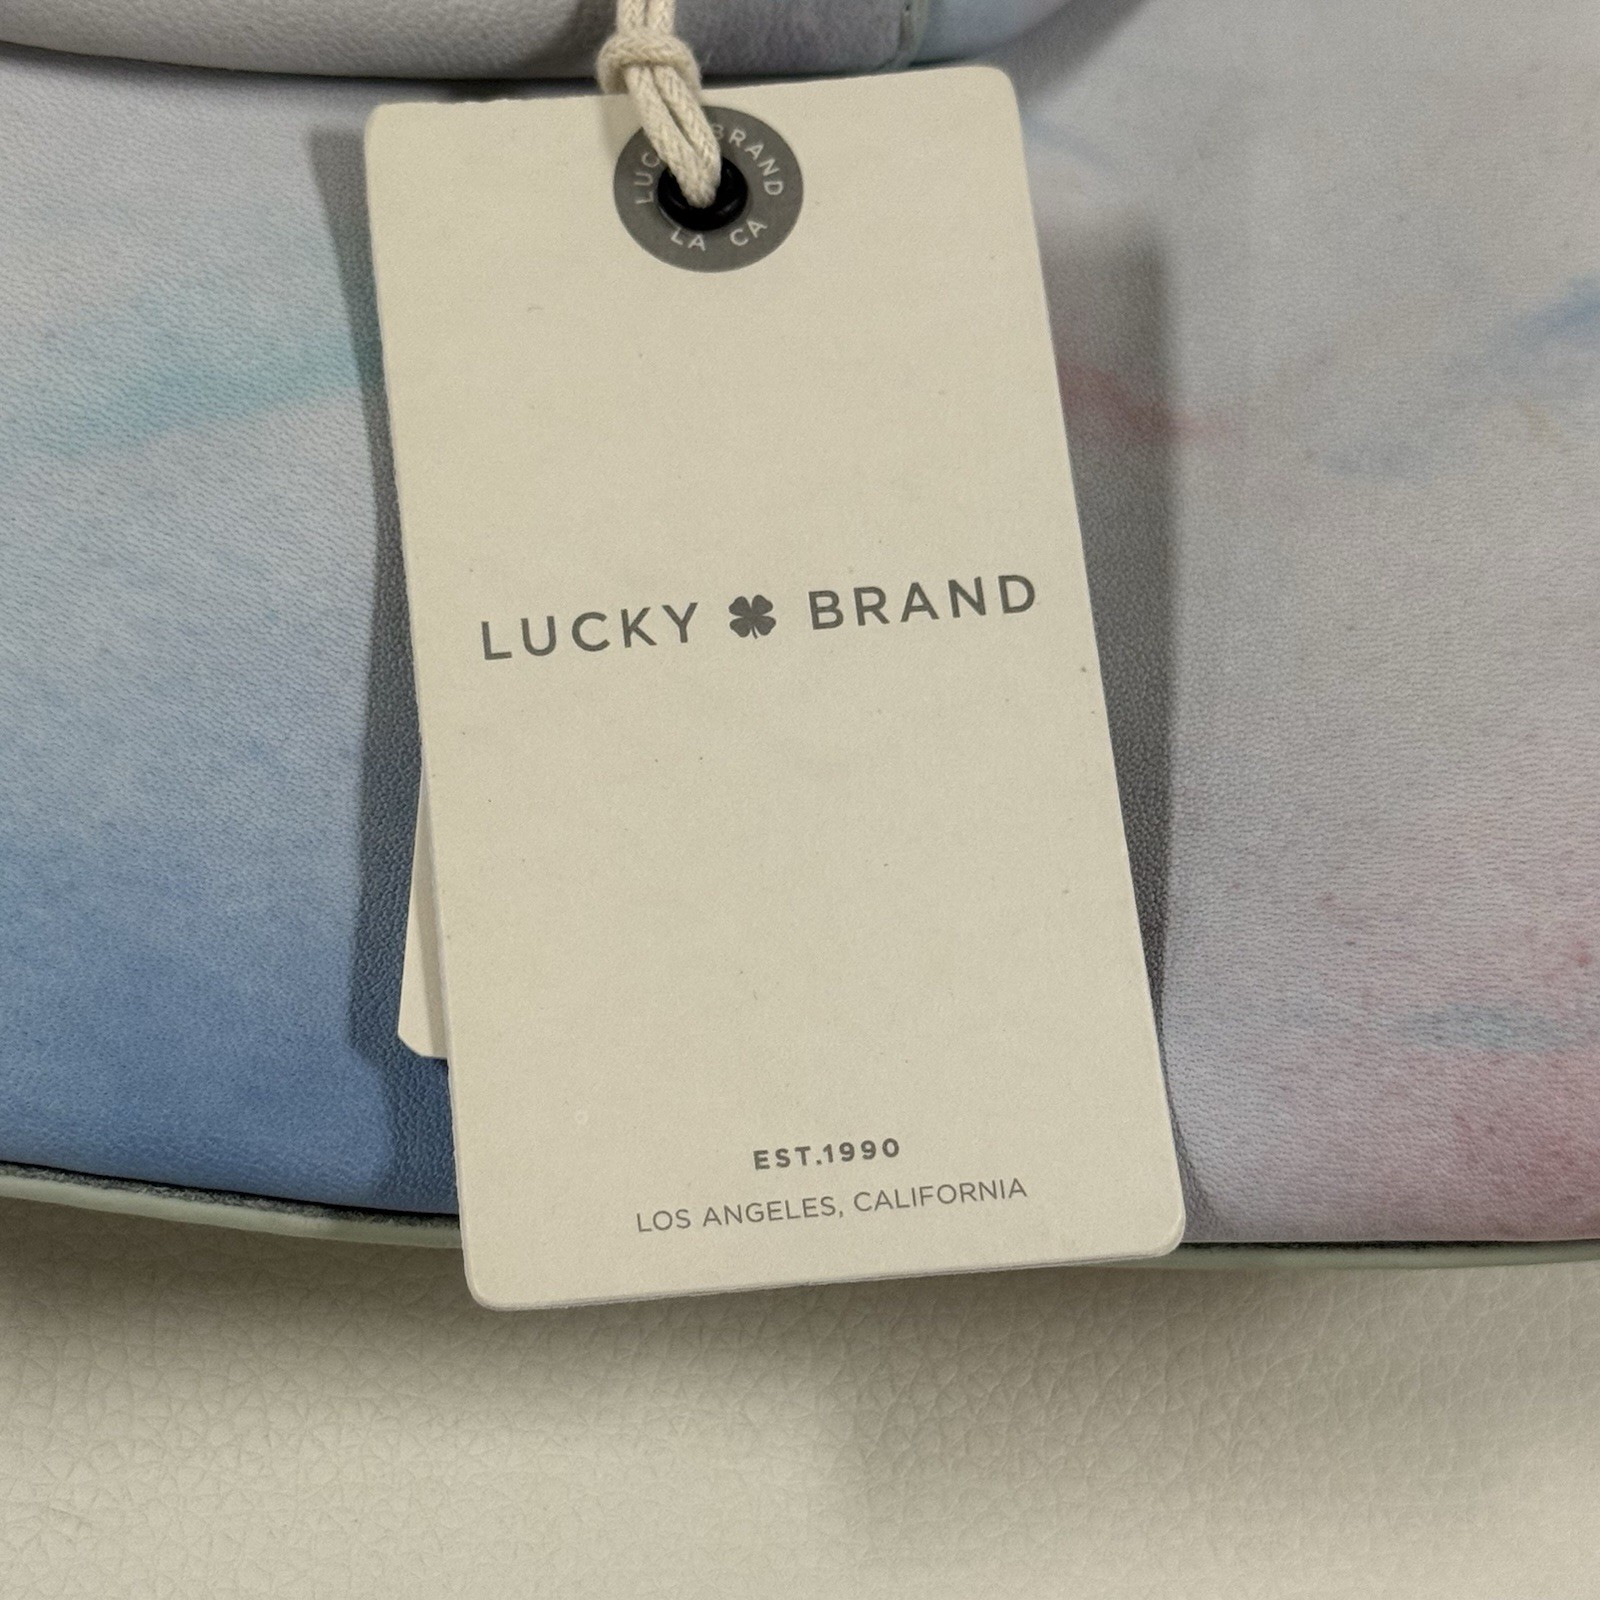 LUCKY BRAND
LA CA
LUCKY BRAND
EST.1990
LOS ANGELES, CALIFORNIA